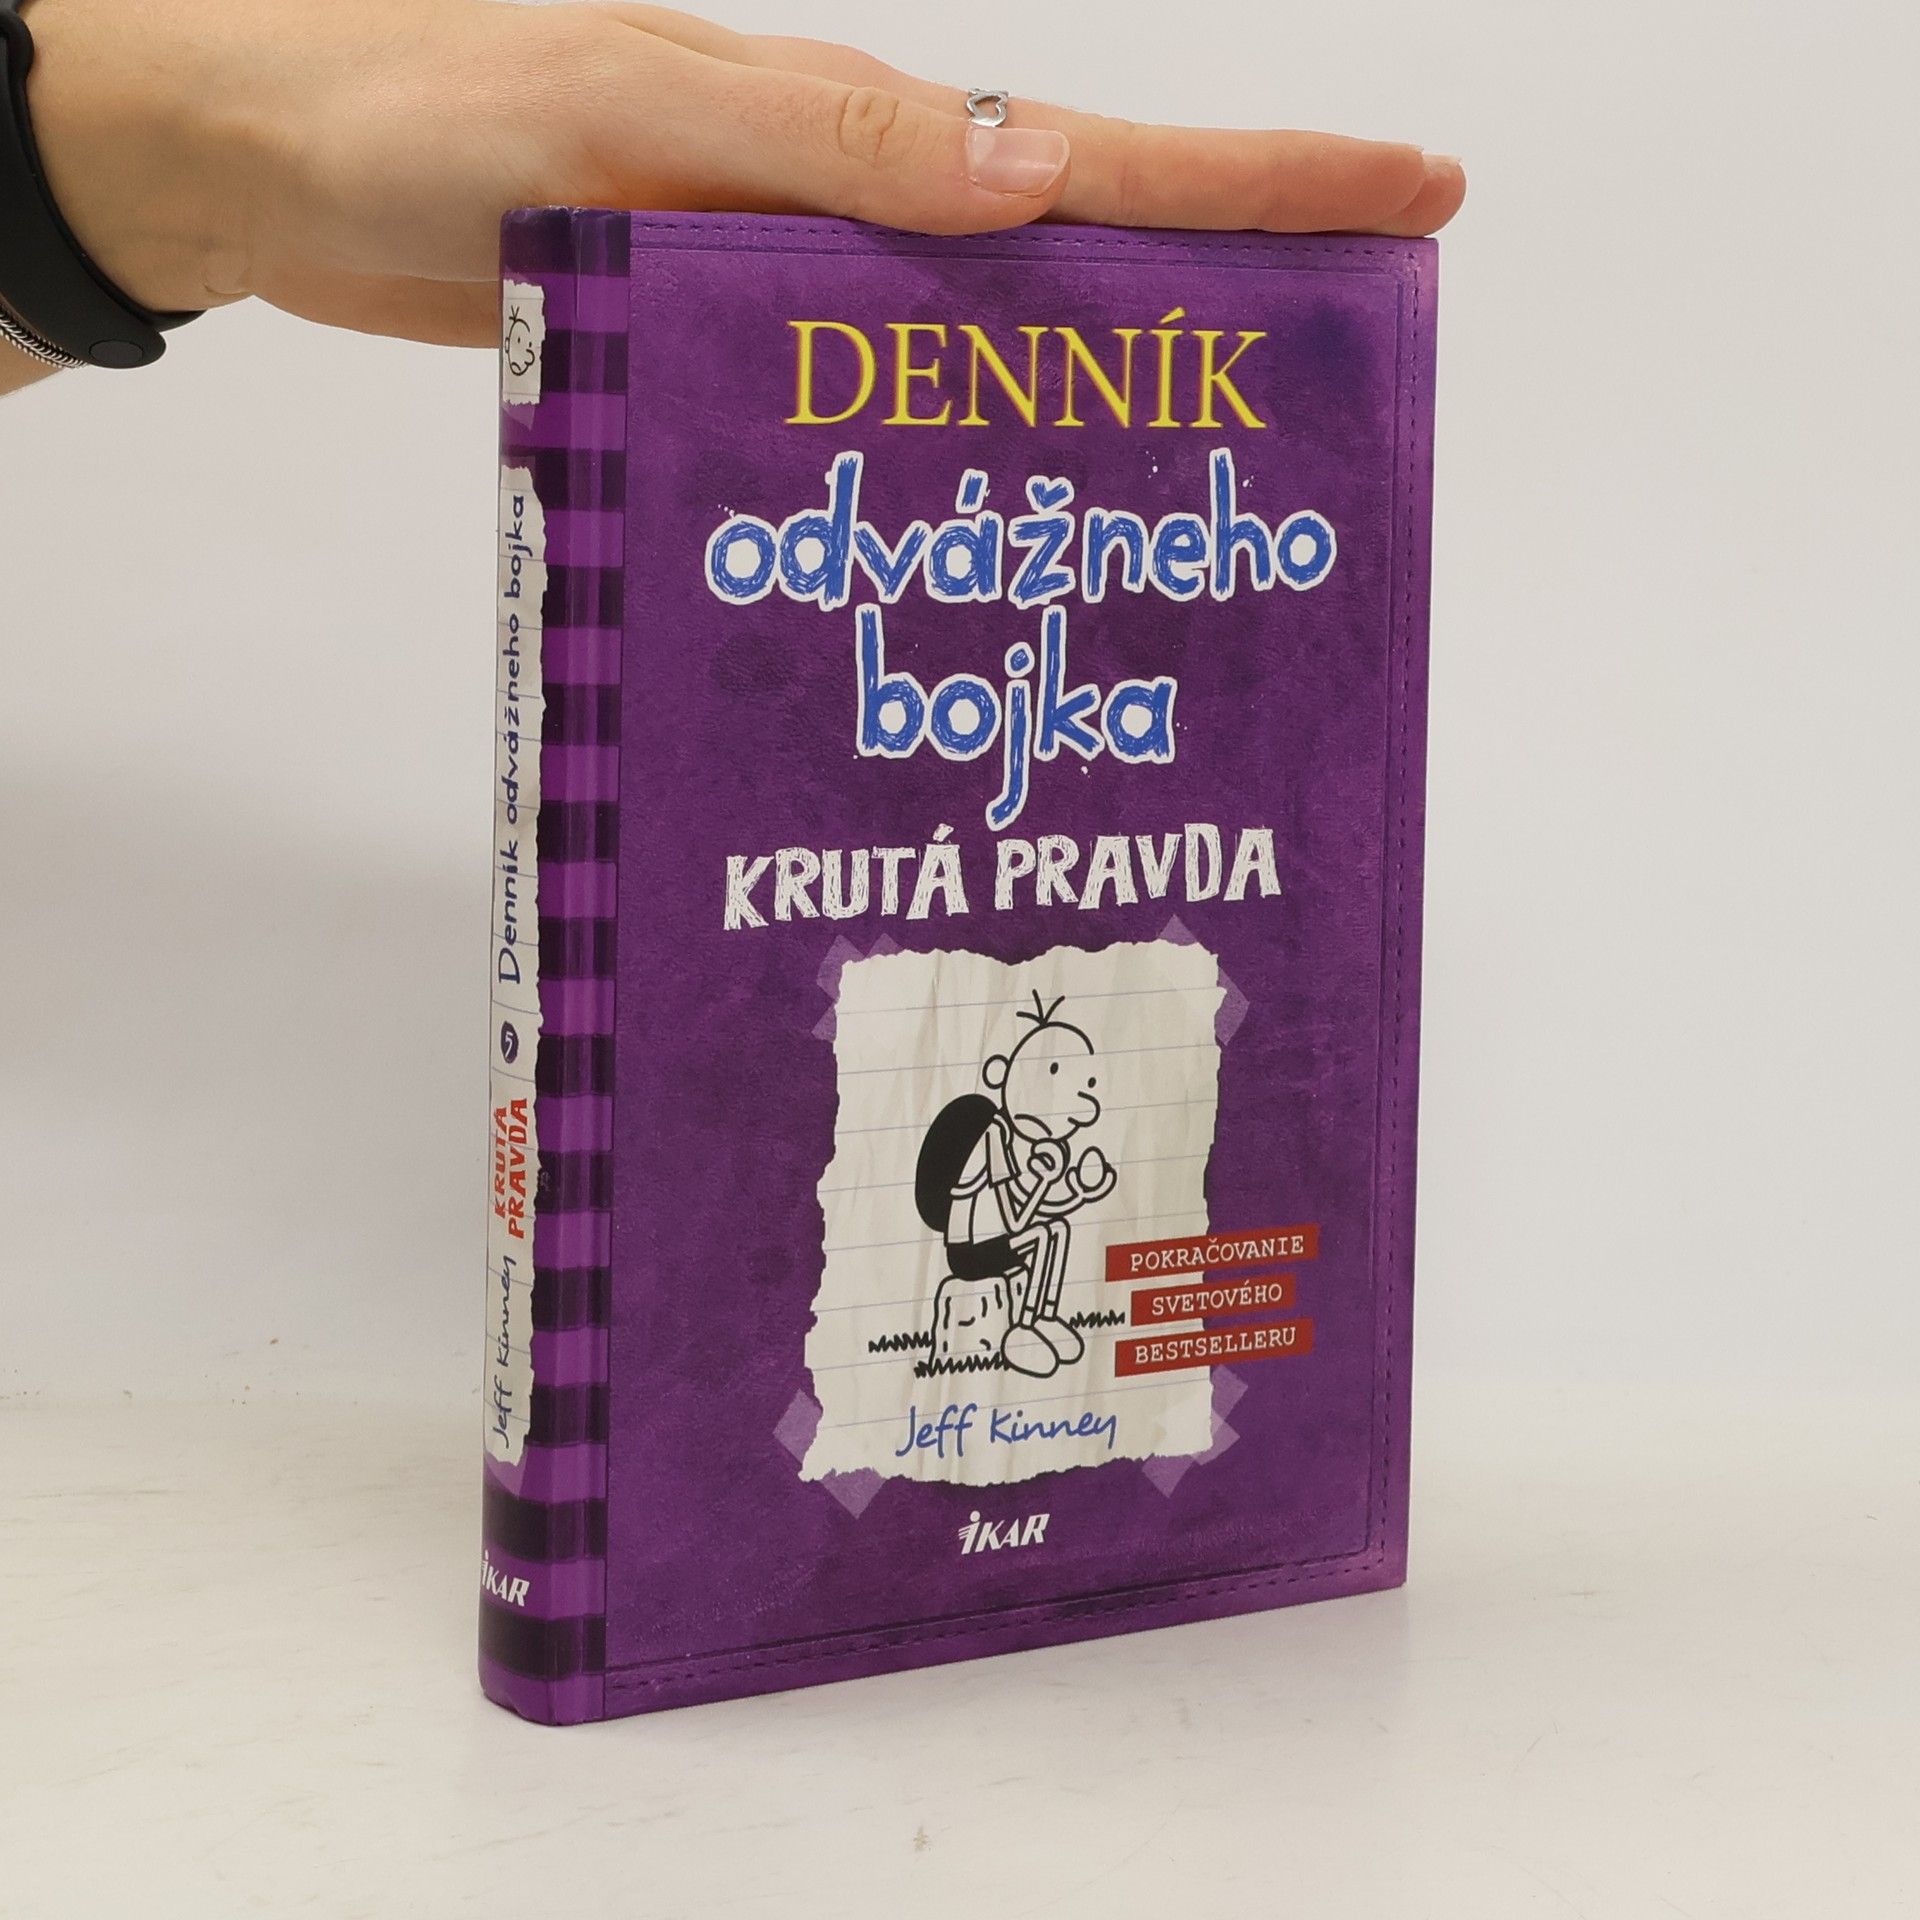 DENNÍK
odvážneho
bojka
KRUTÁ PRAVDA
POKRAČOVANIE
SVETOVÉHO
BESTSELLERU
Jeff Kinney
iKAR
Jeff Kinney KRUTÁ PRAVDA 5 Denník odvážneho bojka
iKAR